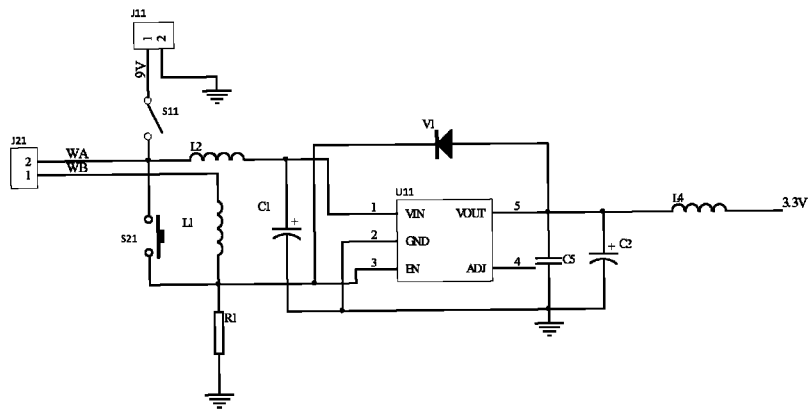 J11
1 2
9V
S11
J21
2
1
WA
WB
L2
V1
U11
L1
C1
+
1
VIN
VOUT
5
L4
3.3V
S21
2
GND
3
EN
ADJ
4
C5
+
C2
R1